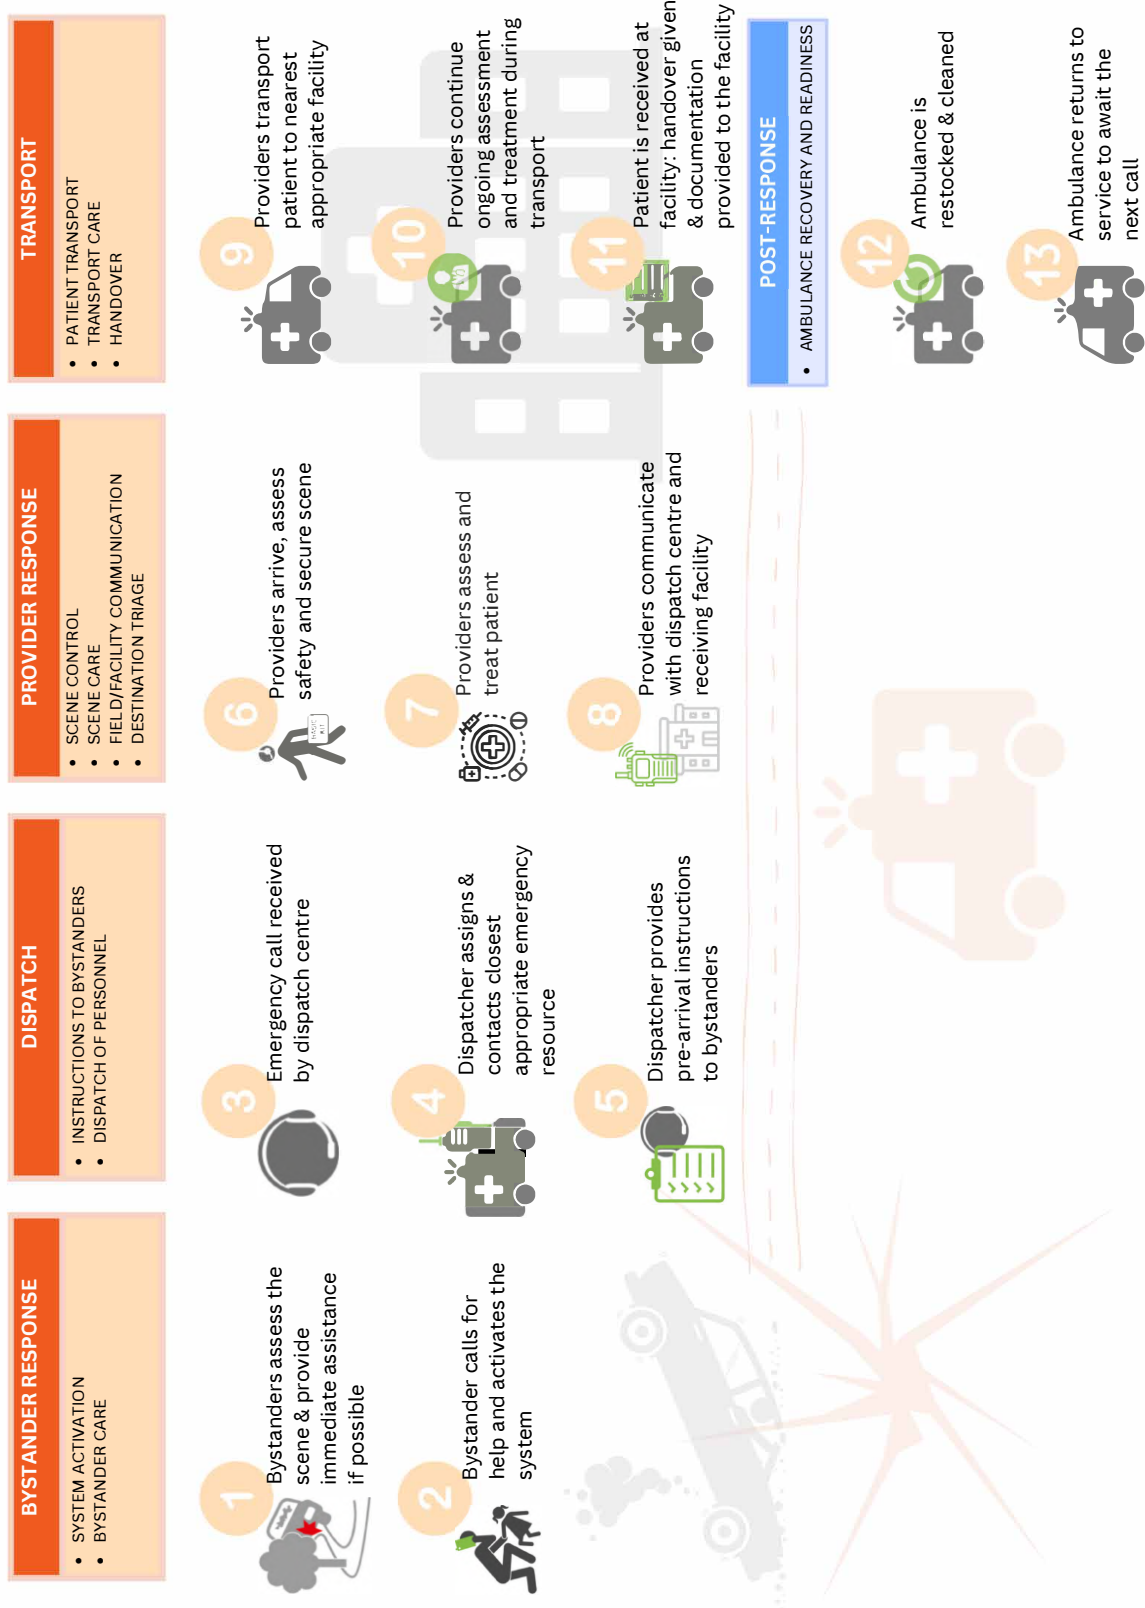 BYSTANDER RESPONSE
• SYSTEM ACTIVATION
• BYSTANDER CARE
1
Bystanders assess the
scene & provide
immediate assistance
if possible
2
Bystander calls for
help and activates the
system
DISPATCH
• INSTRUCTIONS TO BYSTANDERS
• DISPATCH OF PERSONNEL
3
Emergency call received
by dispatch centre
4
Dispatcher assigns &
contacts closest
appropriate emergency
resource
5
Dispatcher provides
pre-arrival instructions
to bystanders
PROVIDER RESPONSE
• SCENE CONTROL
• SCENE CARE
• FIELD/FACILITY COMMUNICATION
• DESTINATION TRIAGE
6
Providers arrive, assess
safety and secure scene
BASIC
KIT
7
Providers assess and
treat patient
8
Providers communicate
with dispatch centre and
receiving facility
TRANSPORT
• PATIENT TRANSPORT
• TRANSPORT CARE
• HANDOVER
9
Providers transport
patient to nearest
appropriate facility
10
Providers continue
ongoing assessment
and treatment during
transport
11
Patient is received at
facility: handover given
& documentation
provided to the facility
POST-RESPONSE
• AMBULANCE RECOVERY AND READINESS
12
Ambulance is
restocked & cleaned
13
Ambulance returns to
service to await the
next call